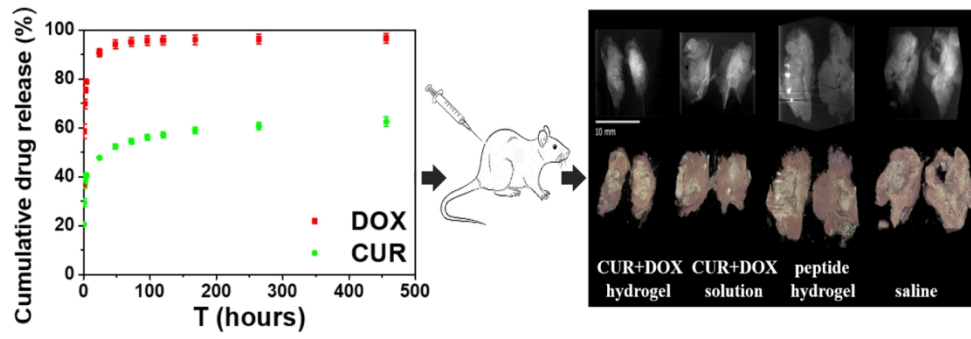 Cumulative drug release (%)
100
80
60
40
20
0
DOX
CUR
0
100
200
300
400
500
T (hours)
10 mm
CUR+DOX
hydrogel
CUR+DOX
solution
peptide
hydrogel
saline